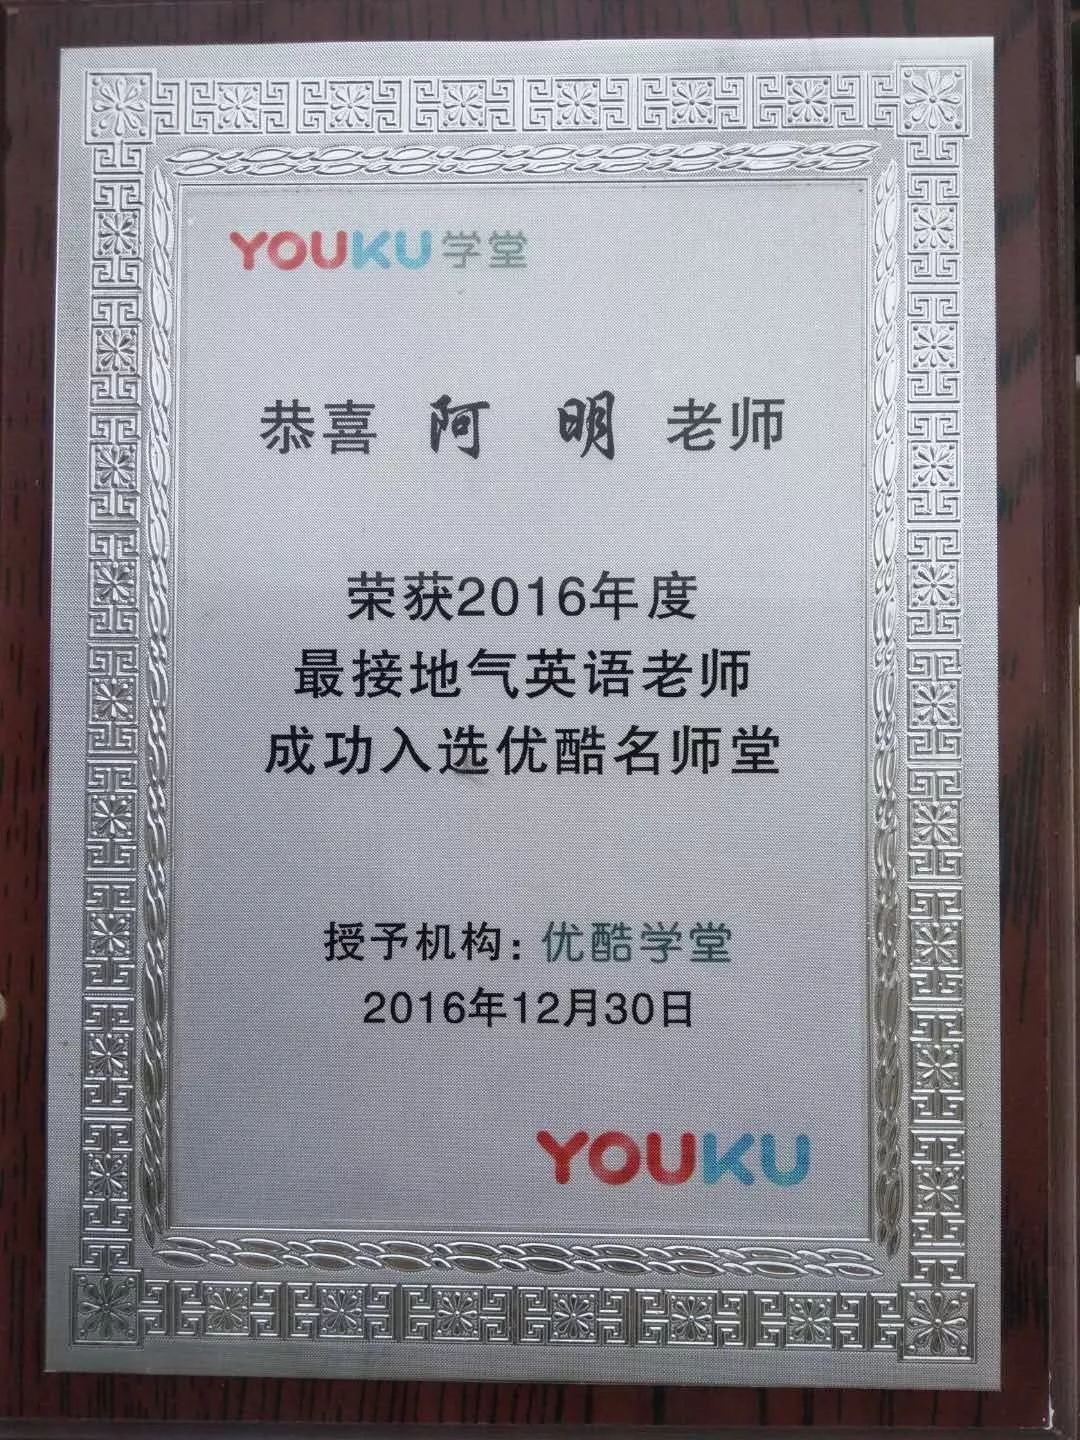 YOUKU学堂
恭喜 阿 明 老师
荣获2016年度
最接地气英语老师
成功入选优酷名师堂
授予机构：优酷学堂
2016年12月30日
YOUKU